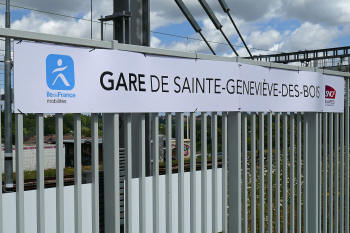 île de France
mobilités
GARE DE SAINTE-GENEVIÈVE-DES-BOIS
SNCF